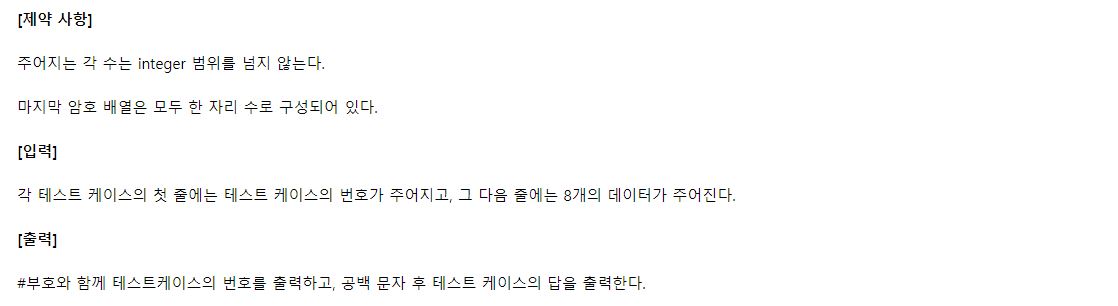 [제약 사항]
주어지는 각 수는 integer 범위를 넘지 않는다.
마지막 암호 배열은 모두 한 자리 수로 구성되어 있다.
[입력]
각 테스트 케이스의 첫 줄에는 테스트 케이스의 번호가 주어지고, 그 다음 줄에는 8개의 데이터가 주어진다.
[출력]
#부호와 함께 테스트케이스의 번호를 출력하고, 공백 문자 후 테스트 케이스의 답을 출력한다.